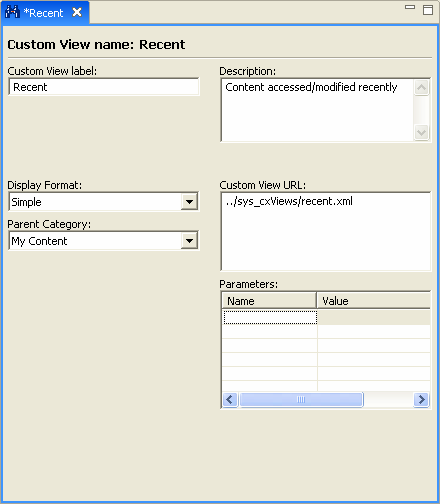 *Recent
Custom View name: Recent
Custom View label:
Recent
Description:
Content accessed/modified recently
Display Format:
Simple
Parent Category:
My Content
Custom View URL:
../sys_cxViews/recent.xml
Parameters:
Name Value